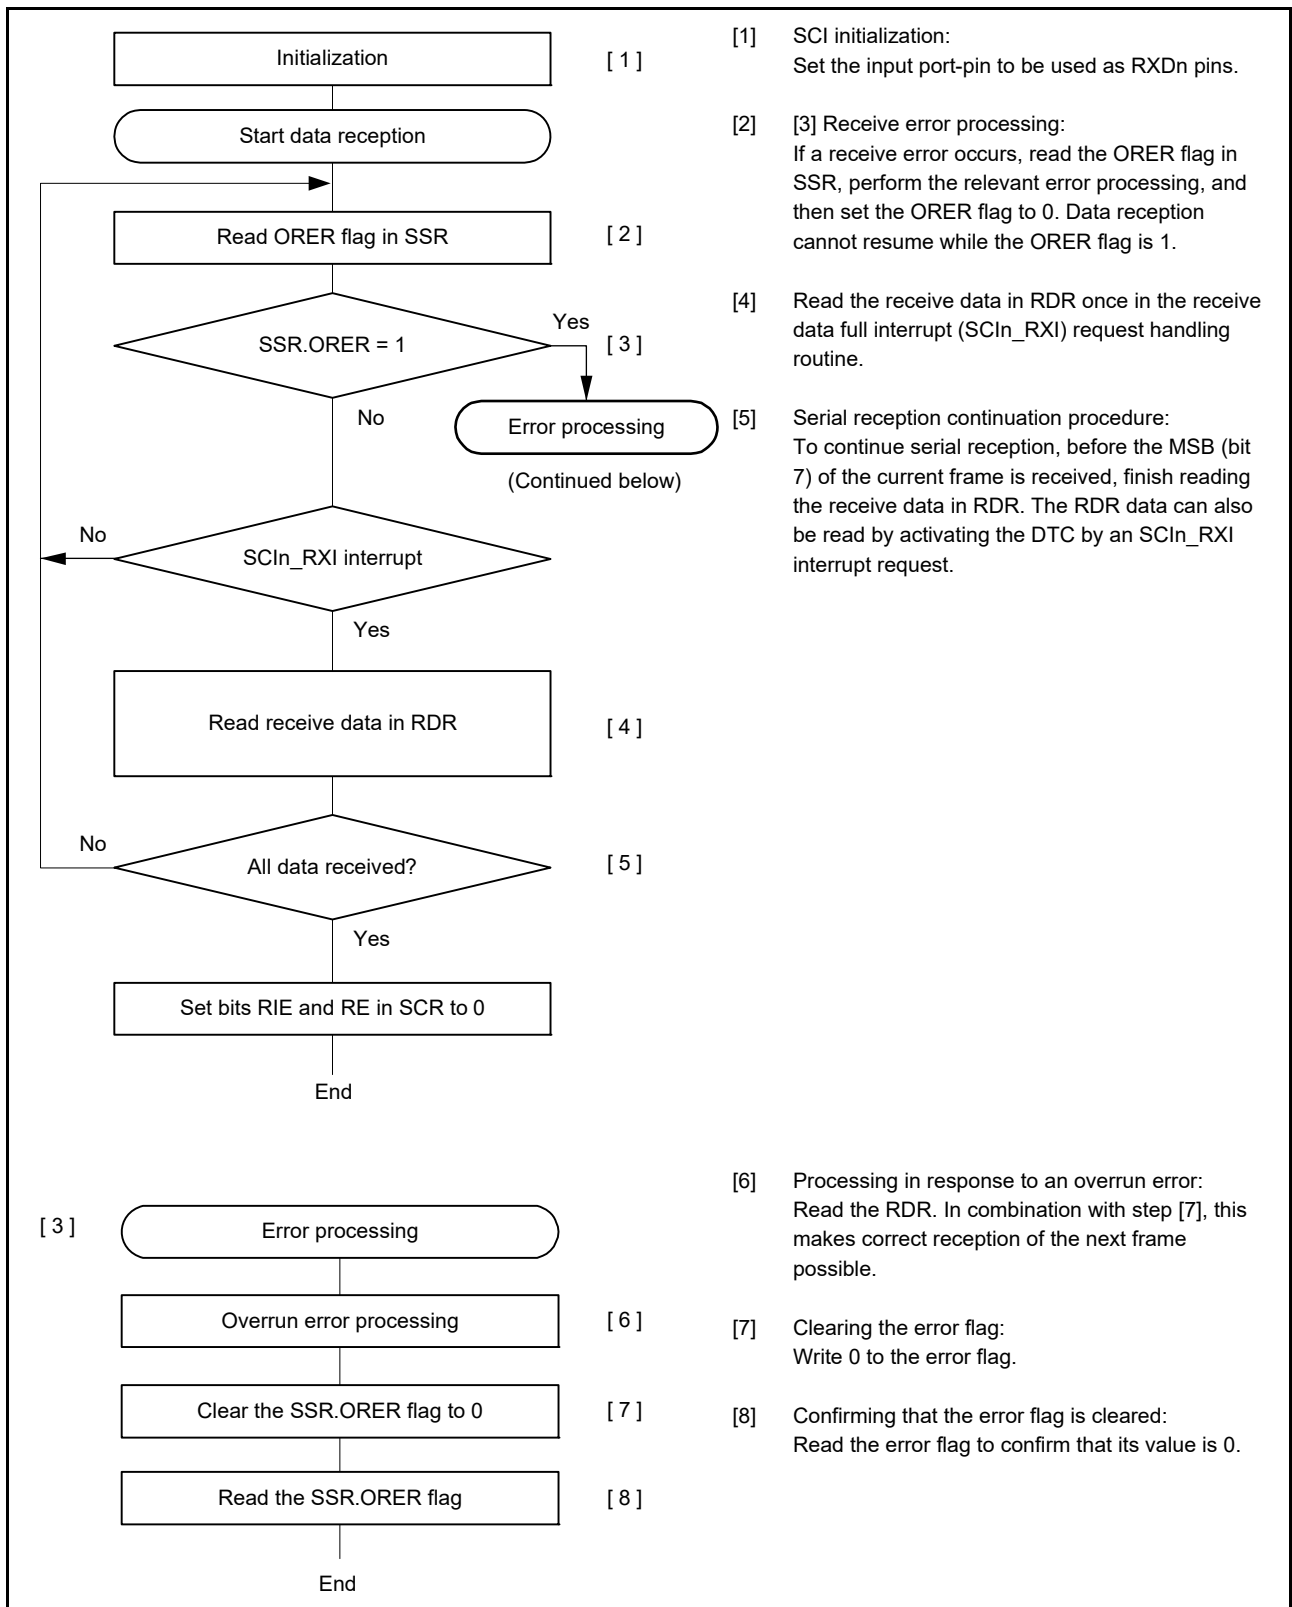 Initialization
[ 1 ]
Start data reception
Read ORER flag in SSR
[ 2 ]
SSR.ORER = 1
Yes
[ 3 ]
No
Error processing
(Continued below)
No
SCIn_RXI interrupt
Yes
Read receive data in RDR
[ 4 ]
No
All data received?
[ 5 ]
Yes
Set bits RIE and RE in SCR to 0
End
[1] SCI initialization:
Set the input port-pin to be used as RXDn pins.
[2] [3] Receive error processing:
If a receive error occurs, read the ORER flag in
SSR, perform the relevant error processing, and
then set the ORER flag to 0. Data reception
cannot resume while the ORER flag is 1.
[4] Read the receive data in RDR once in the receive
data full interrupt (SCIn_RXI) request handling
routine.
[5] Serial reception continuation procedure:
To continue serial reception, before the MSB (bit
7) of the current frame is received, finish reading
the receive data in RDR. The RDR data can also
be read by activating the DTC by an SCIn_RXI
interrupt request.
[ 3 ]
Error processing
Overrun error processing
[ 6 ]
Clear the SSR.ORER flag to 0
[ 7 ]
Read the SSR.ORER flag
[ 8 ]
End
[6] Processing in response to an overrun error:
Read the RDR. In combination with step [7], this
makes correct reception of the next frame
possible.
[7] Clearing the error flag:
Write 0 to the error flag.
[8] Confirming that the error flag is cleared:
Read the error flag to confirm that its value is 0.